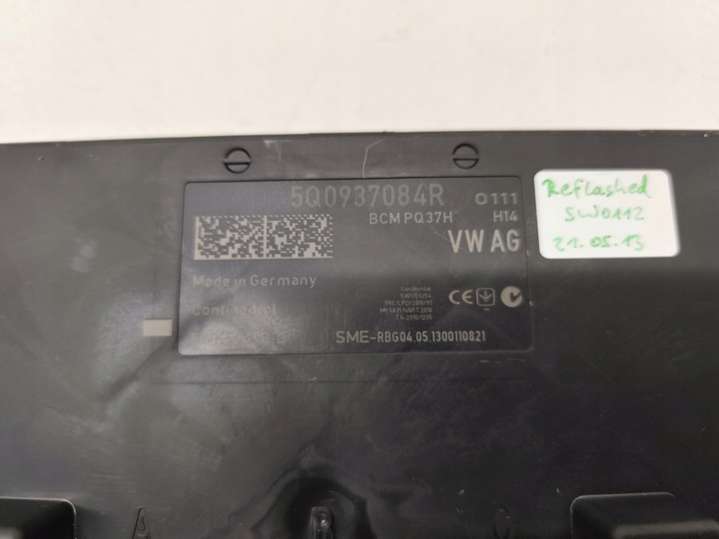 5Q0937084R 0111
BCM PQ37H H14
VW AG
Made in Germany
Continental
SME-RBG04.05.1300110821
Reflashed
SW0112
21.05.13
A